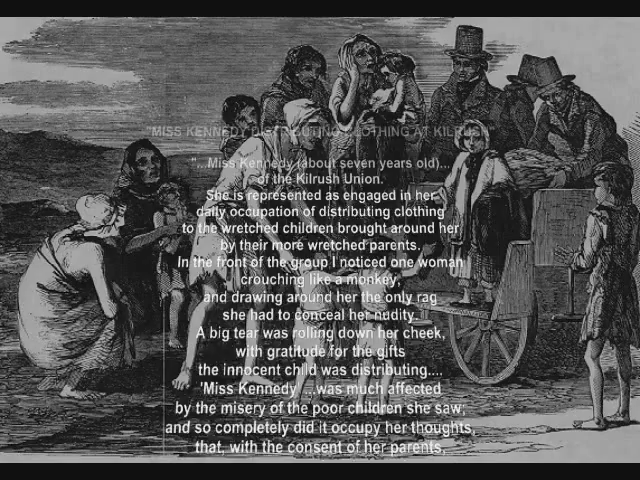 "MISS KENNEDY DISTRIBUTING CLOTHING AT KILRUSH"
"...Miss Kennedy (about seven years old)...
of the Kilrush Union.
She is represented as engaged in her
daily occupation of distributing clothing
to the wretched children brought around her
by their more wretched parents.
In the front of the group I noticed one woman
crouching like a monkey,
and drawing around her the only rag
she had to conceal her nudity.
A big tear was rolling down her cheek,
with gratitude for the gifts
the innocent child was distributing....
'Miss Kennedy' ...was much affected
by the misery of the poor children she saw;
and so completely did it occupy her thoughts,
that, with the consent of her parents,